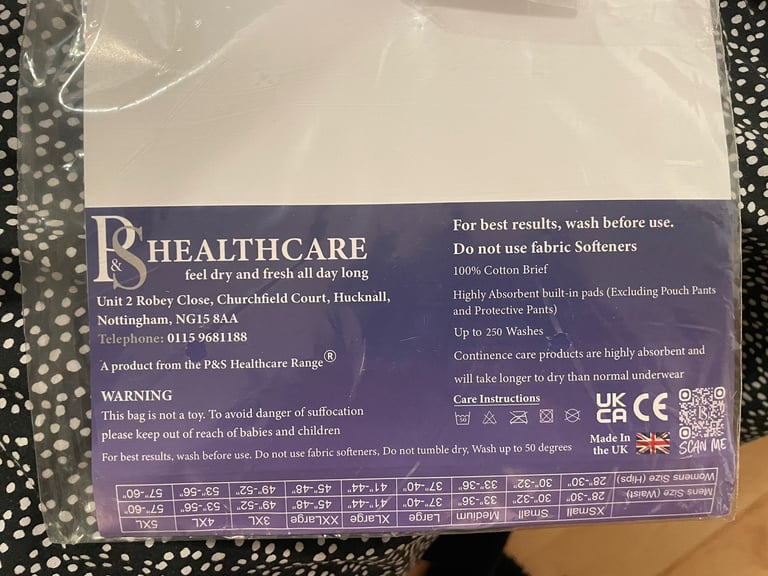 P&S HEALTHCARE
feel dry and fresh all day long
Unit 2 Robey Close, Churchfield Court, Hucknall,
Nottingham, NG15 8AA
Telephone: 0115 9681188
A product from the P&S Healthcare Range®
WARNING
This bag is not a toy. To avoid danger of suffocation
please keep out of reach of babies and children
For best results, wash before use.
Do not use fabric Softeners
100% Cotton Brief
Highly Absorbent built-in pads (Excluding Pouch Pants
and Protective Pants)
Up to 250 Washes
Continence care products are highly absorbent and
will take longer to dry than normal underwear
Care Instructions
50
UK
CA
CE
Made In
the UK
SCAN ME
For best results, wash before use. Do not use fabric softeners, Do not tumble dry, Wash up to 50 degrees
XSmall Small Medium Large XLarge XXLarge 3XL 4XL 5XL
Mens Size (Waist) 28"-30" 30"-32" 33"-36" 37"-40" 41"-44" 45"-48" 49"-52" 53"-56" 57"-60"
Womens Size (Hips) 28"-30" 30"-32" 33"-36" 37"-40" 41"-44" 45"-48" 49"-52" 53"-56" 57"-60"